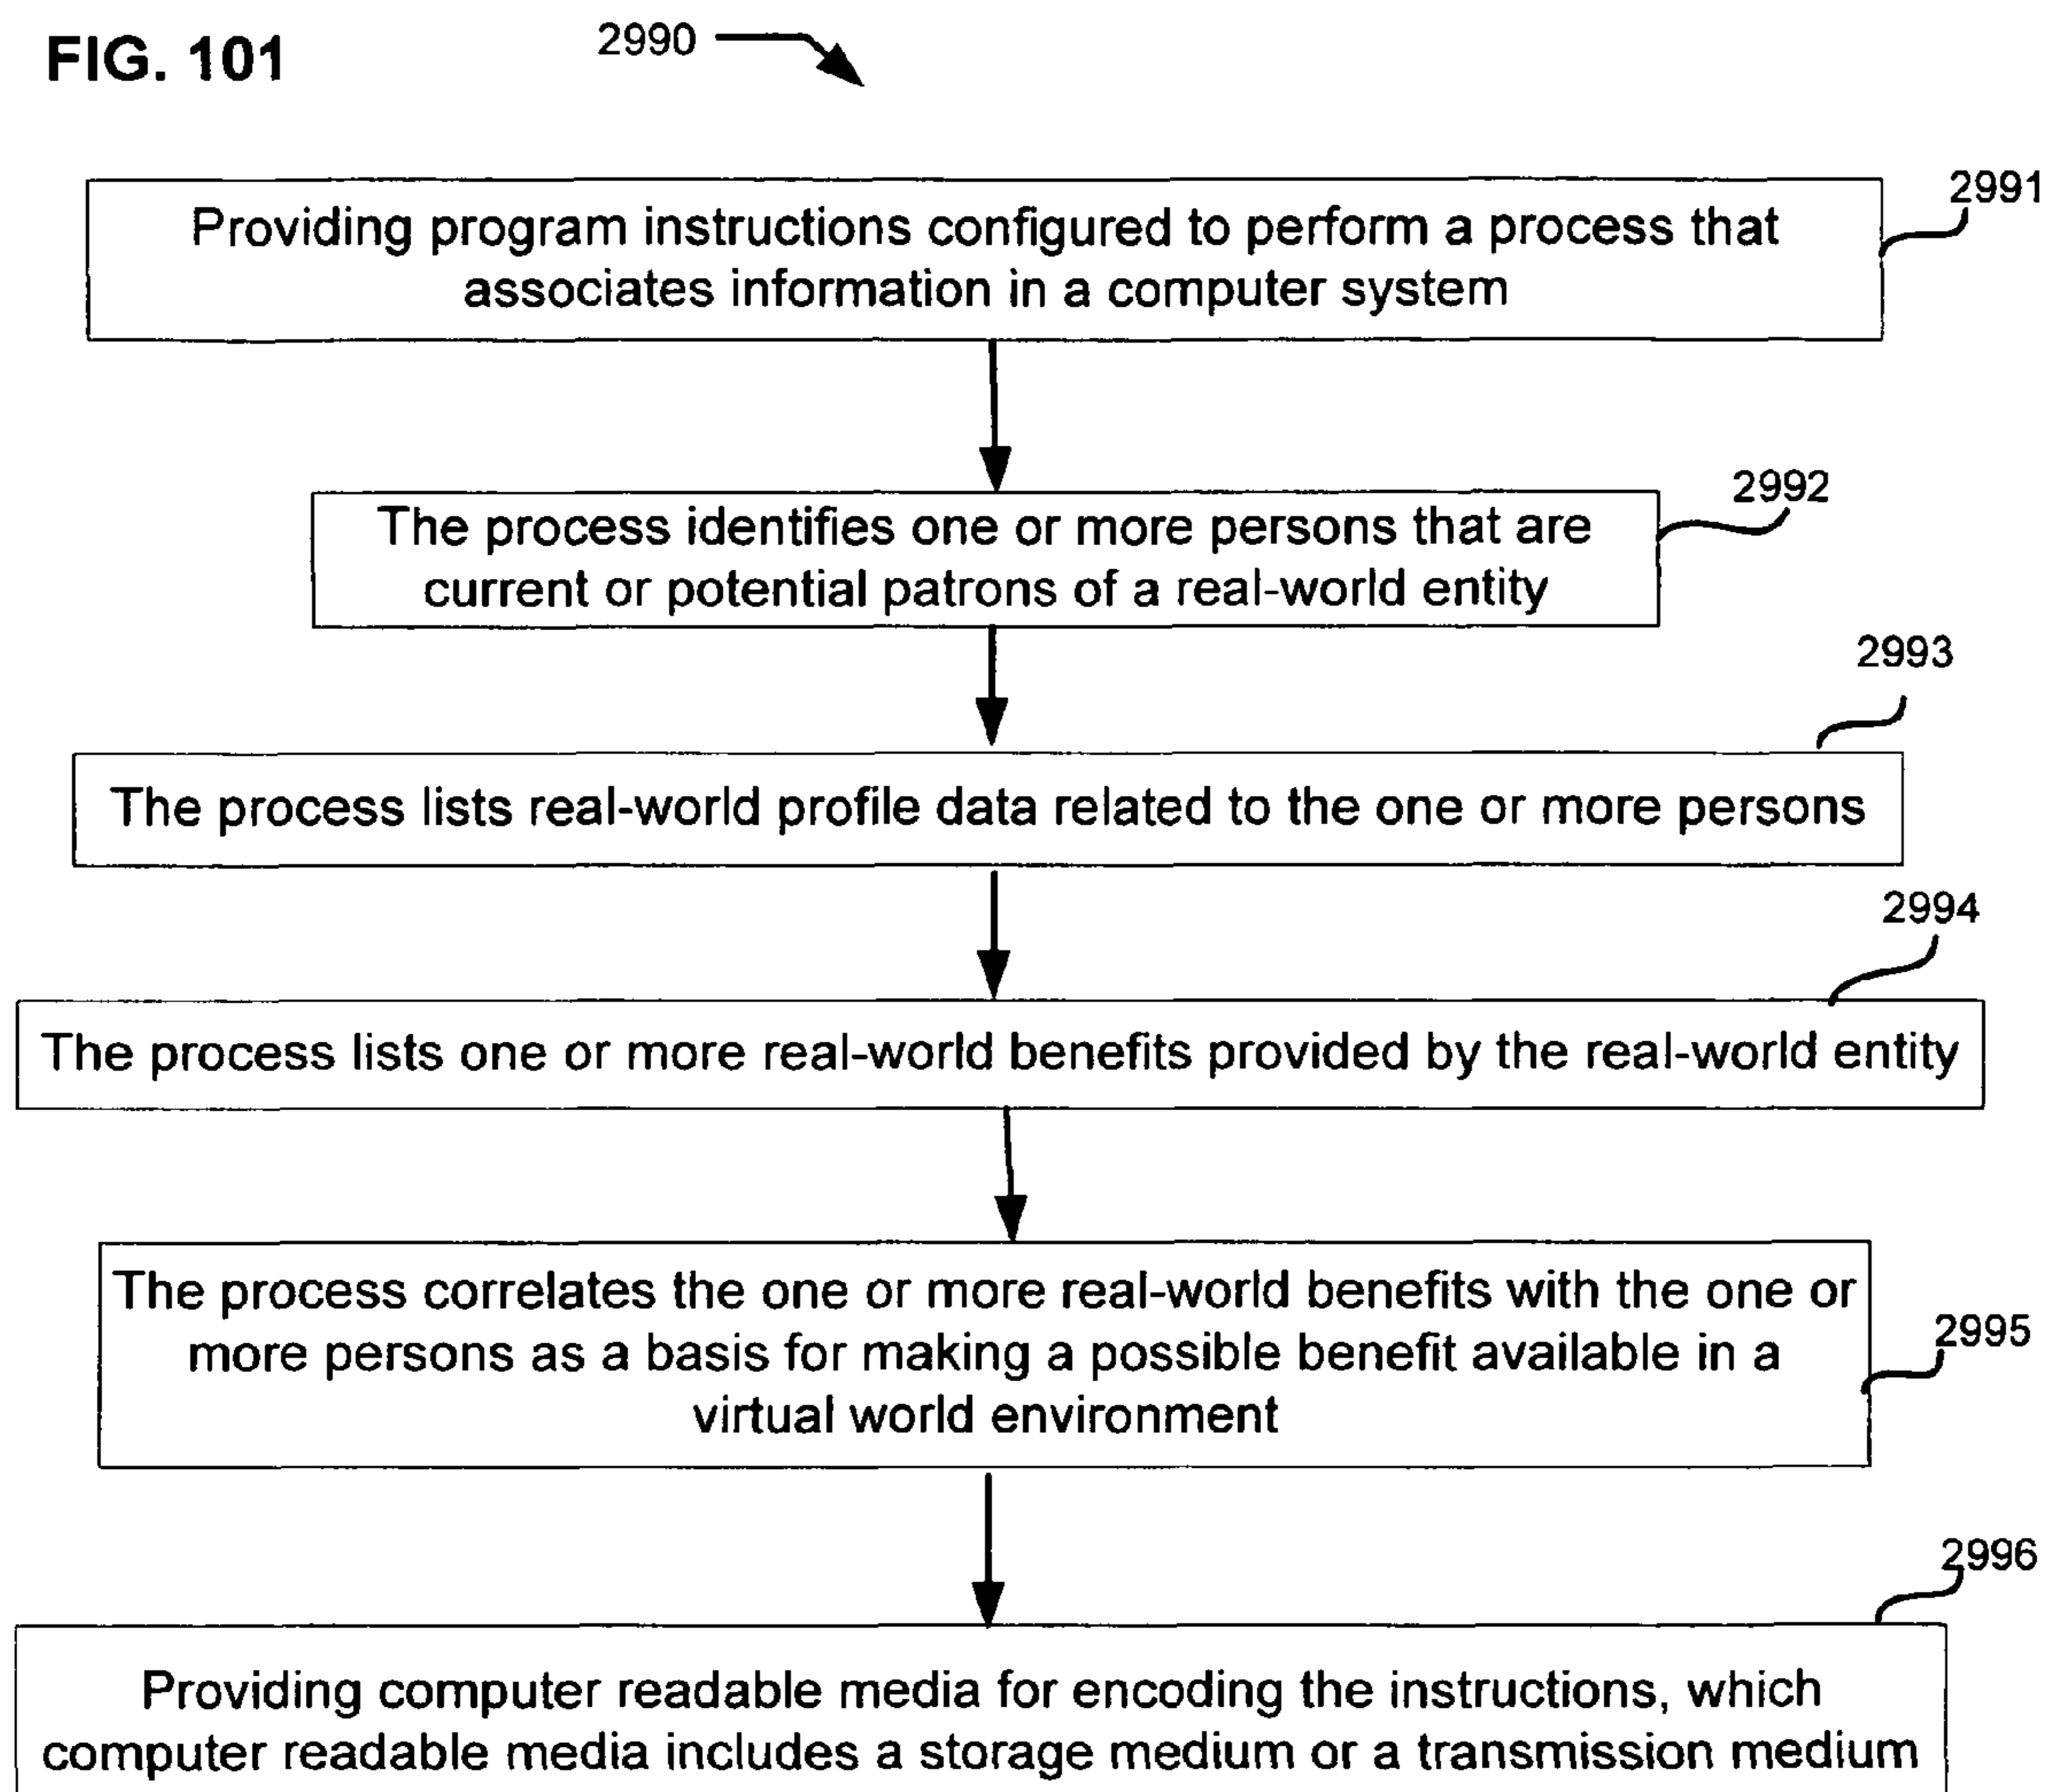 FIG. 101
2990
2991
Providing program instructions configured to perform a process that
associates information in a computer system
2992
The process identifies one or more persons that are
current or potential patrons of a real-world entity
2993
The process lists real-world profile data related to the one or more persons
2994
The process lists one or more real-world benefits provided by the real-world entity
The process correlates the one or more real-world benefits with the one or
more persons as a basis for making a possible benefit available in a
virtual world environment
2995
2996
Providing computer readable media for encoding the instructions, which
computer readable media includes a storage medium or a transmission medium